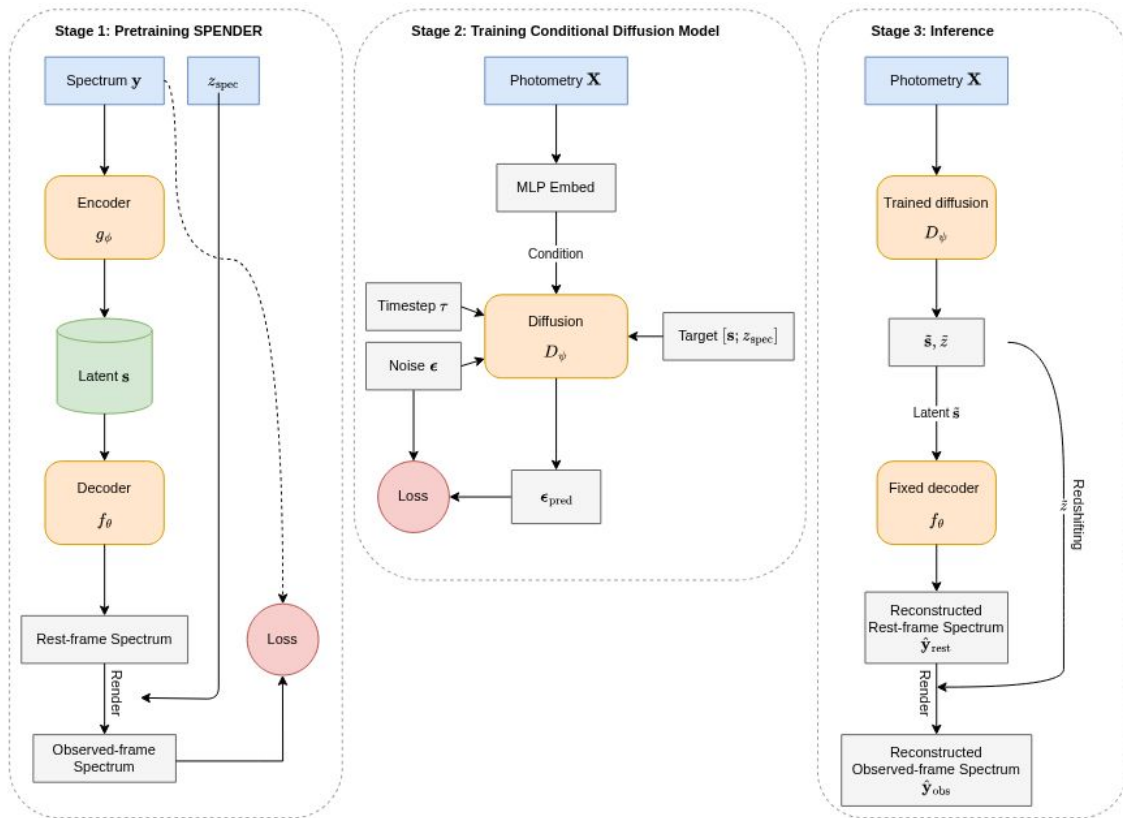 Stage 1: Pretraining SPENDER
Spectrum y
z_spec
Encoder
g_ϕ
Latent s
Decoder
f_θ
Rest-frame Spectrum
Render
Observed-frame
Spectrum
Loss
Stage 2: Training Conditional Diffusion Model
Photometry X
MLP Embed
Condition
Timestep τ
Noise ϵ
Diffusion
D_ψ
Target [s; z_spec]
Loss
ϵ_pred
Stage 3: Inference
Photometry X
Trained diffusion
D_ψ
s̃, z̃
Latent s̃
Fixed decoder
f_θ
Redshifting
z̃
Reconstructed
Rest-frame Spectrum
ŷ_rest
Render
Reconstructed
Observed-frame Spectrum
ŷ_obs